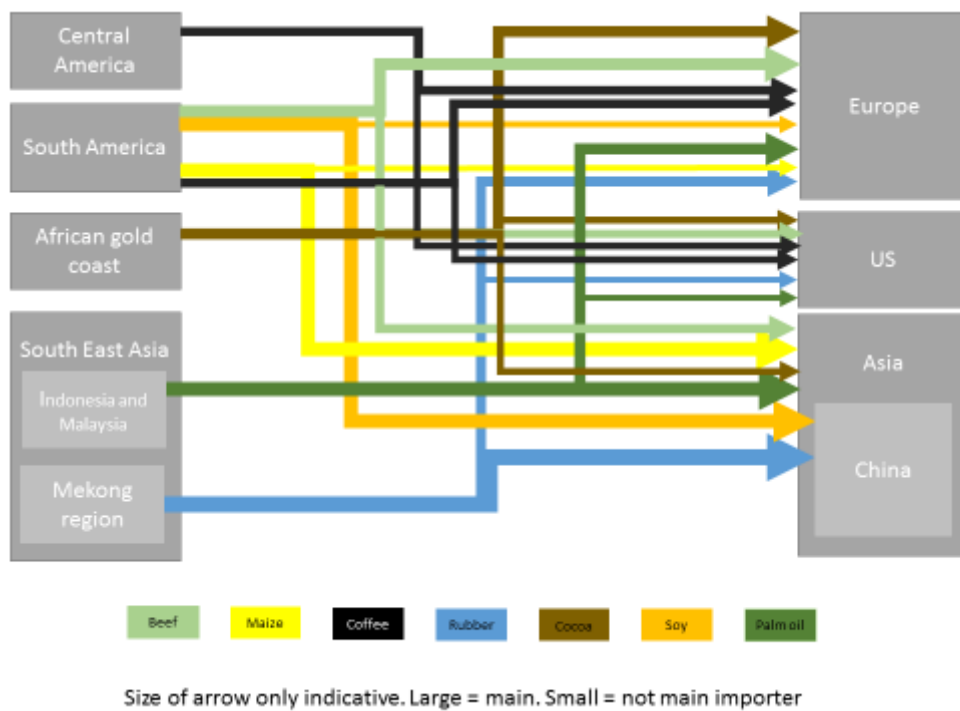 Central
America
South America
African gold
coast
South East Asia
Indonesia and
Malaysia
Mekong
region
Europe
US
Asia
China
Beef
Maize
Coffee
Rubber
Cocoa
Soy
Palm oil
Size of arrow only indicative. Large = main. Small = not main importer